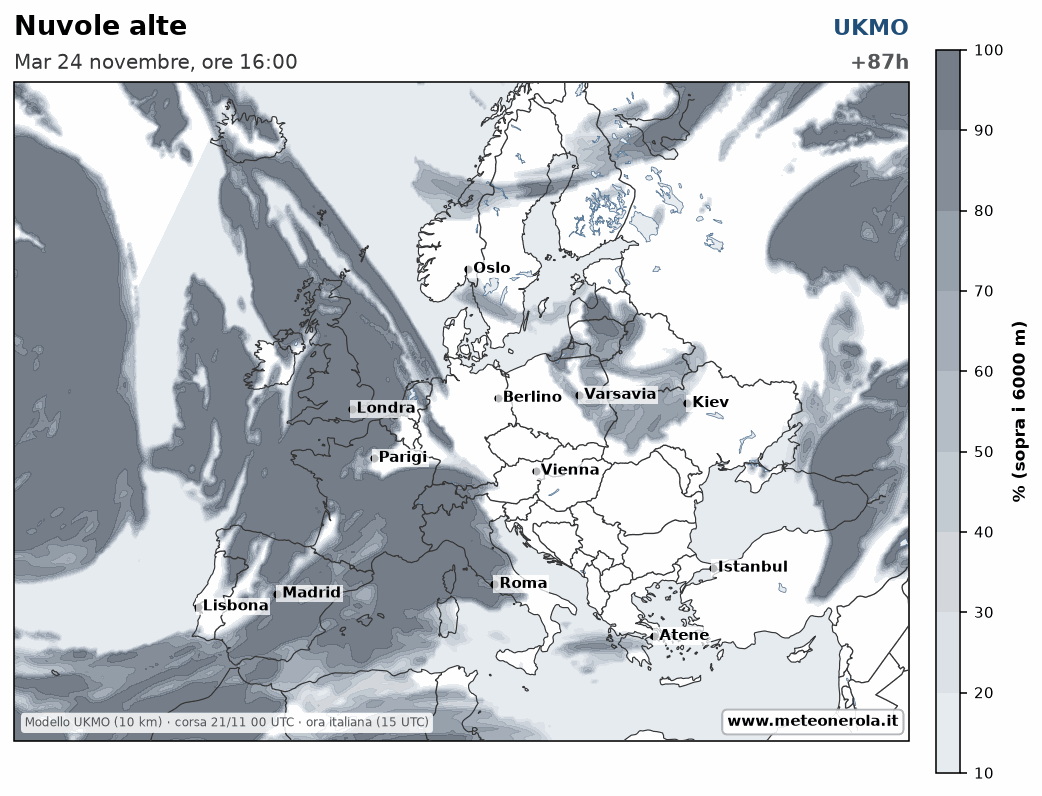 Nuvole alte
UKMO
Mar 24 novembre, ore 16:00
+87h
100
90
80
70
60
50
40
30
20
10
% (sopra i 6000 m)
Oslo
Berlino
Varsavia
Kiev
Londra
Parigi
Vienna
Istanbul
Roma
Madrid
Lisbona
Atene
Modello UKMO (10 km) · corsa 21/11 00 UTC · ora italiana (15 UTC)
www.meteonerola.it